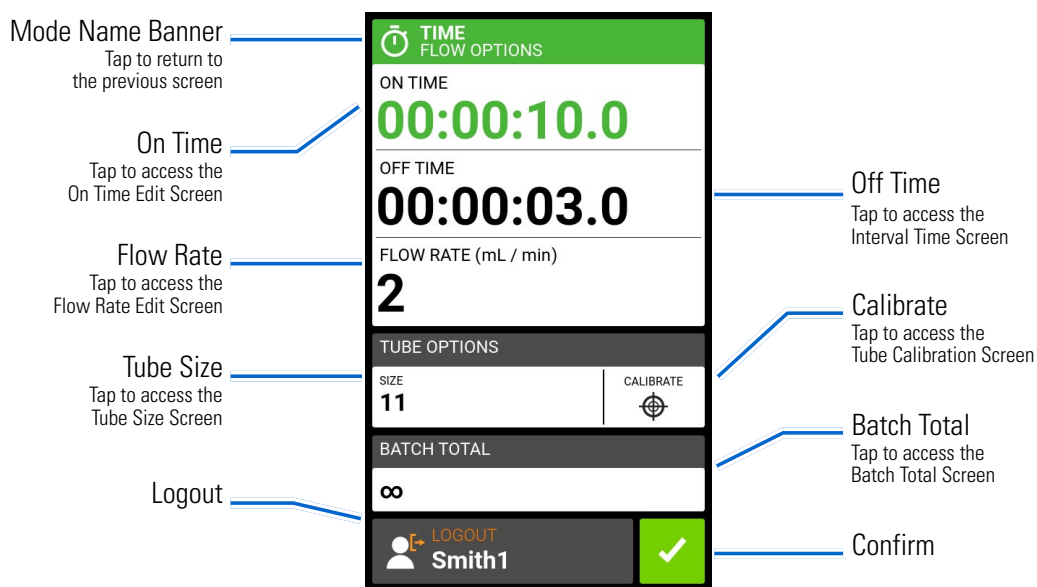 Mode Name Banner
Tap to return to
the previous screen
On Time
Tap to access the
On Time Edit Screen
Flow Rate
Tap to access the
Flow Rate Edit Screen
Tube Size
Tap to access the
Tube Size Screen
Logout
TIME
FLOW OPTIONS
ON TIME
00:00:10.0
OFF TIME
00:00:03.0
FLOW RATE (mL / min)
2
TUBE OPTIONS
SIZE
11
CALIBRATE
BATCH TOTAL
∞
LOGOUT
Smith1
Off Time
Tap to access the
Interval Time Screen
Calibrate
Tap to access the
Tube Calibration Screen
Batch Total
Tap to access the
Batch Total Screen
Confirm